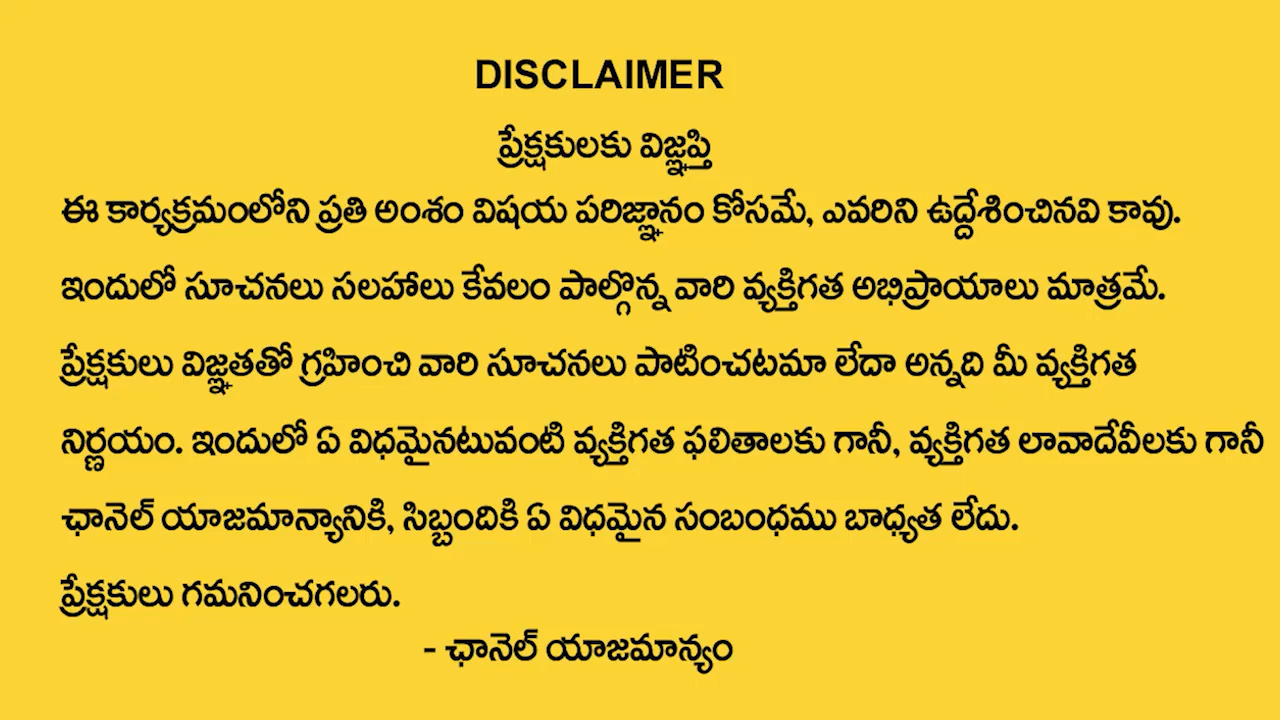 DISCLAIMER
ప్రేక్షకులకు విజ్ఞప్తి
ఈ కార్యక్రమంలోని ప్రతి అంశం విషయ పరిజ్ఞానం కోసమే, ఎవరిని ఉద్దేశించినవి కావు.
ఇందులో సూచనలు సలహాలు కేవలం పాల్గొన్న వారి వ్యక్తిగత అభిప్రాయాలు మాత్రమే.
ప్రేక్షకులు విజ్ఞతతో గ్రహించి వారి సూచనలు పాటించటమా లేదా అన్నది మీ వ్యక్తిగత
నిర్ణయం. ఇందులో ఏ విధమైనటువంటి వ్యక్తిగత ఫలితాలకు గానీ, వ్యక్తిగత లావాదేవీలకు గానీ
ఛానెల్ యాజమాన్యానికి, సిబ్బందికి ఏ విధమైన సంబంధము బాధ్యత లేదు.
ప్రేక్షకులు గమనించగలరు.
- ఛానెల్ యాజమాన్యం